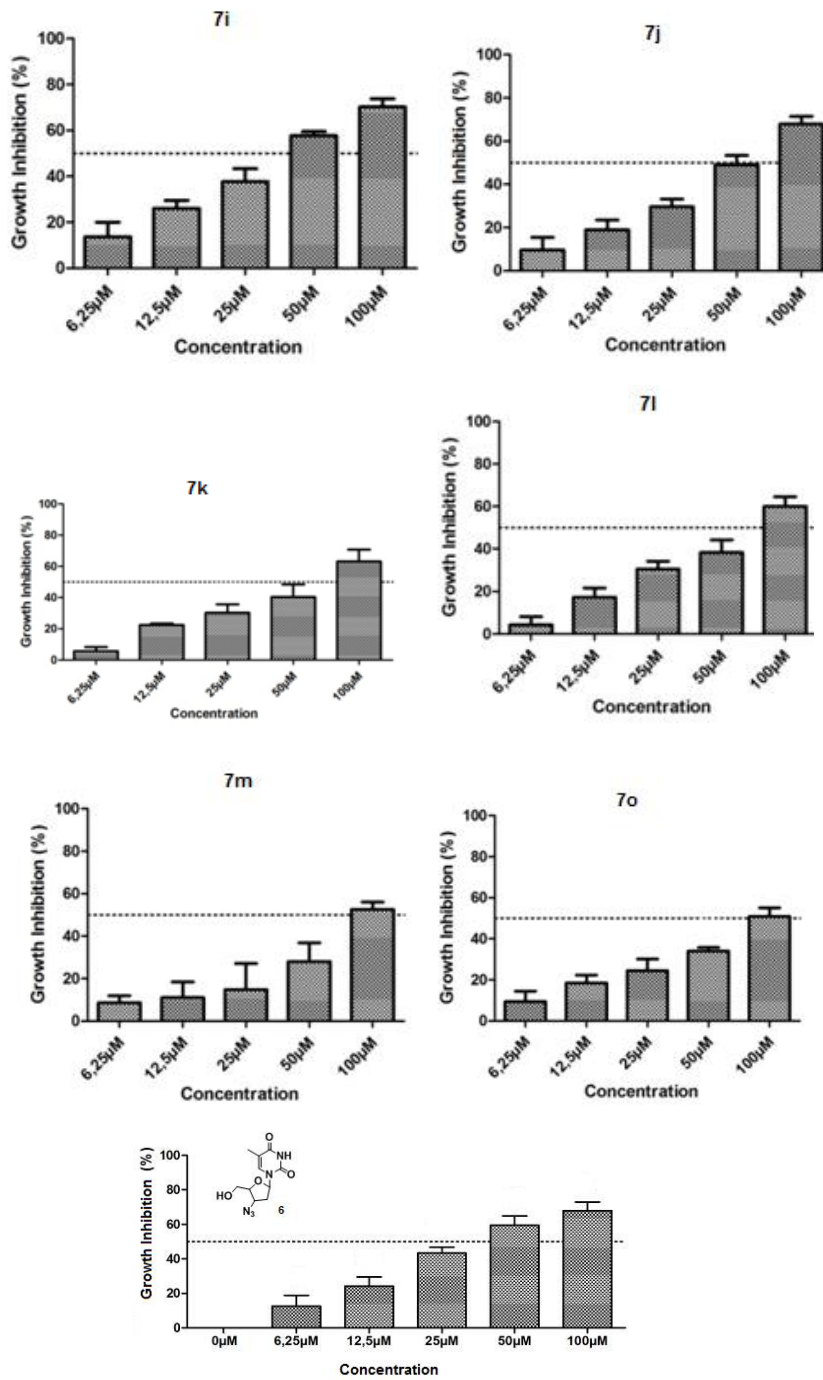 7i
Growth Inhibition (%)
100
80
60
40
20
0
6,25µM
12,5µM
25µM
50µM
100µM
Concentration
7j
Growth Inhibition (%)
100
80
60
40
20
0
6,25µM
12,5µM
25µM
50µM
100µM
Concentration
7k
Growth Inhibition (%)
100
80
60
40
20
0
6,25µM
12,5µM
25µM
50µM
100µM
Concentration
7l
Growth Inhibition (%)
100
80
60
40
20
0
6,25µM
12,5µM
25µM
50µM
100µM
Concentration
7m
Growth Inhibition (%)
100
80
60
40
20
0
6,25µM
12,5µM
25µM
50µM
100µM
Concentration
7o
Growth Inhibition (%)
100
80
60
40
20
0
6,25µM
12,5µM
25µM
50µM
100µM
Concentration
Growth Inhibition (%)
100
80
60
40
20
0
O
NH
N
O
O
HO
N3
6
0µM
6,25µM
12,5µM
25µM
50µM
100µM
Concentration